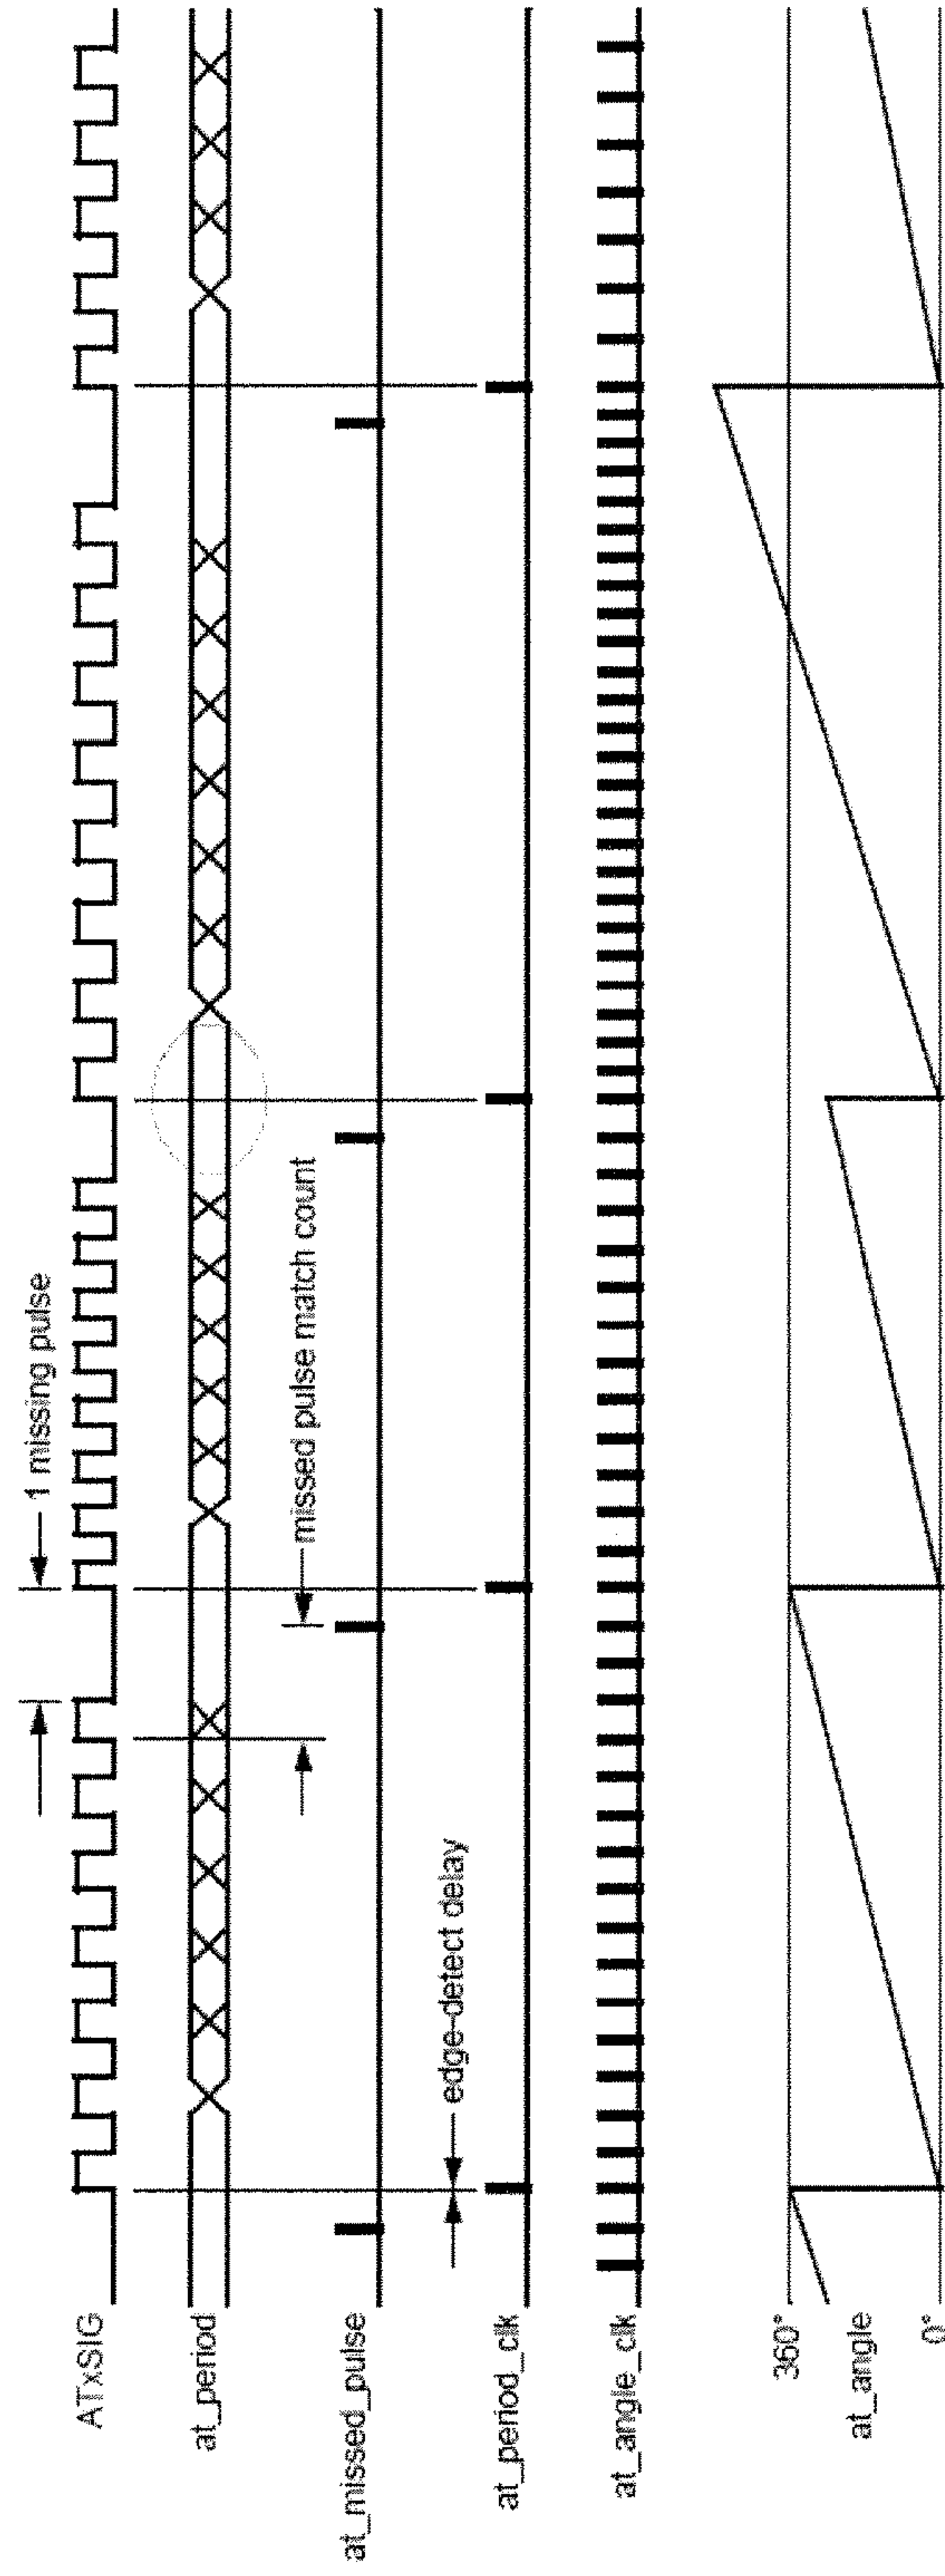 ATxSIG
1 missing pulse
at_period
at_missed_pulse
missed pulse match count
at_period_clk
edge-detect delay
at_angle_clk
360°
at_angle
0°